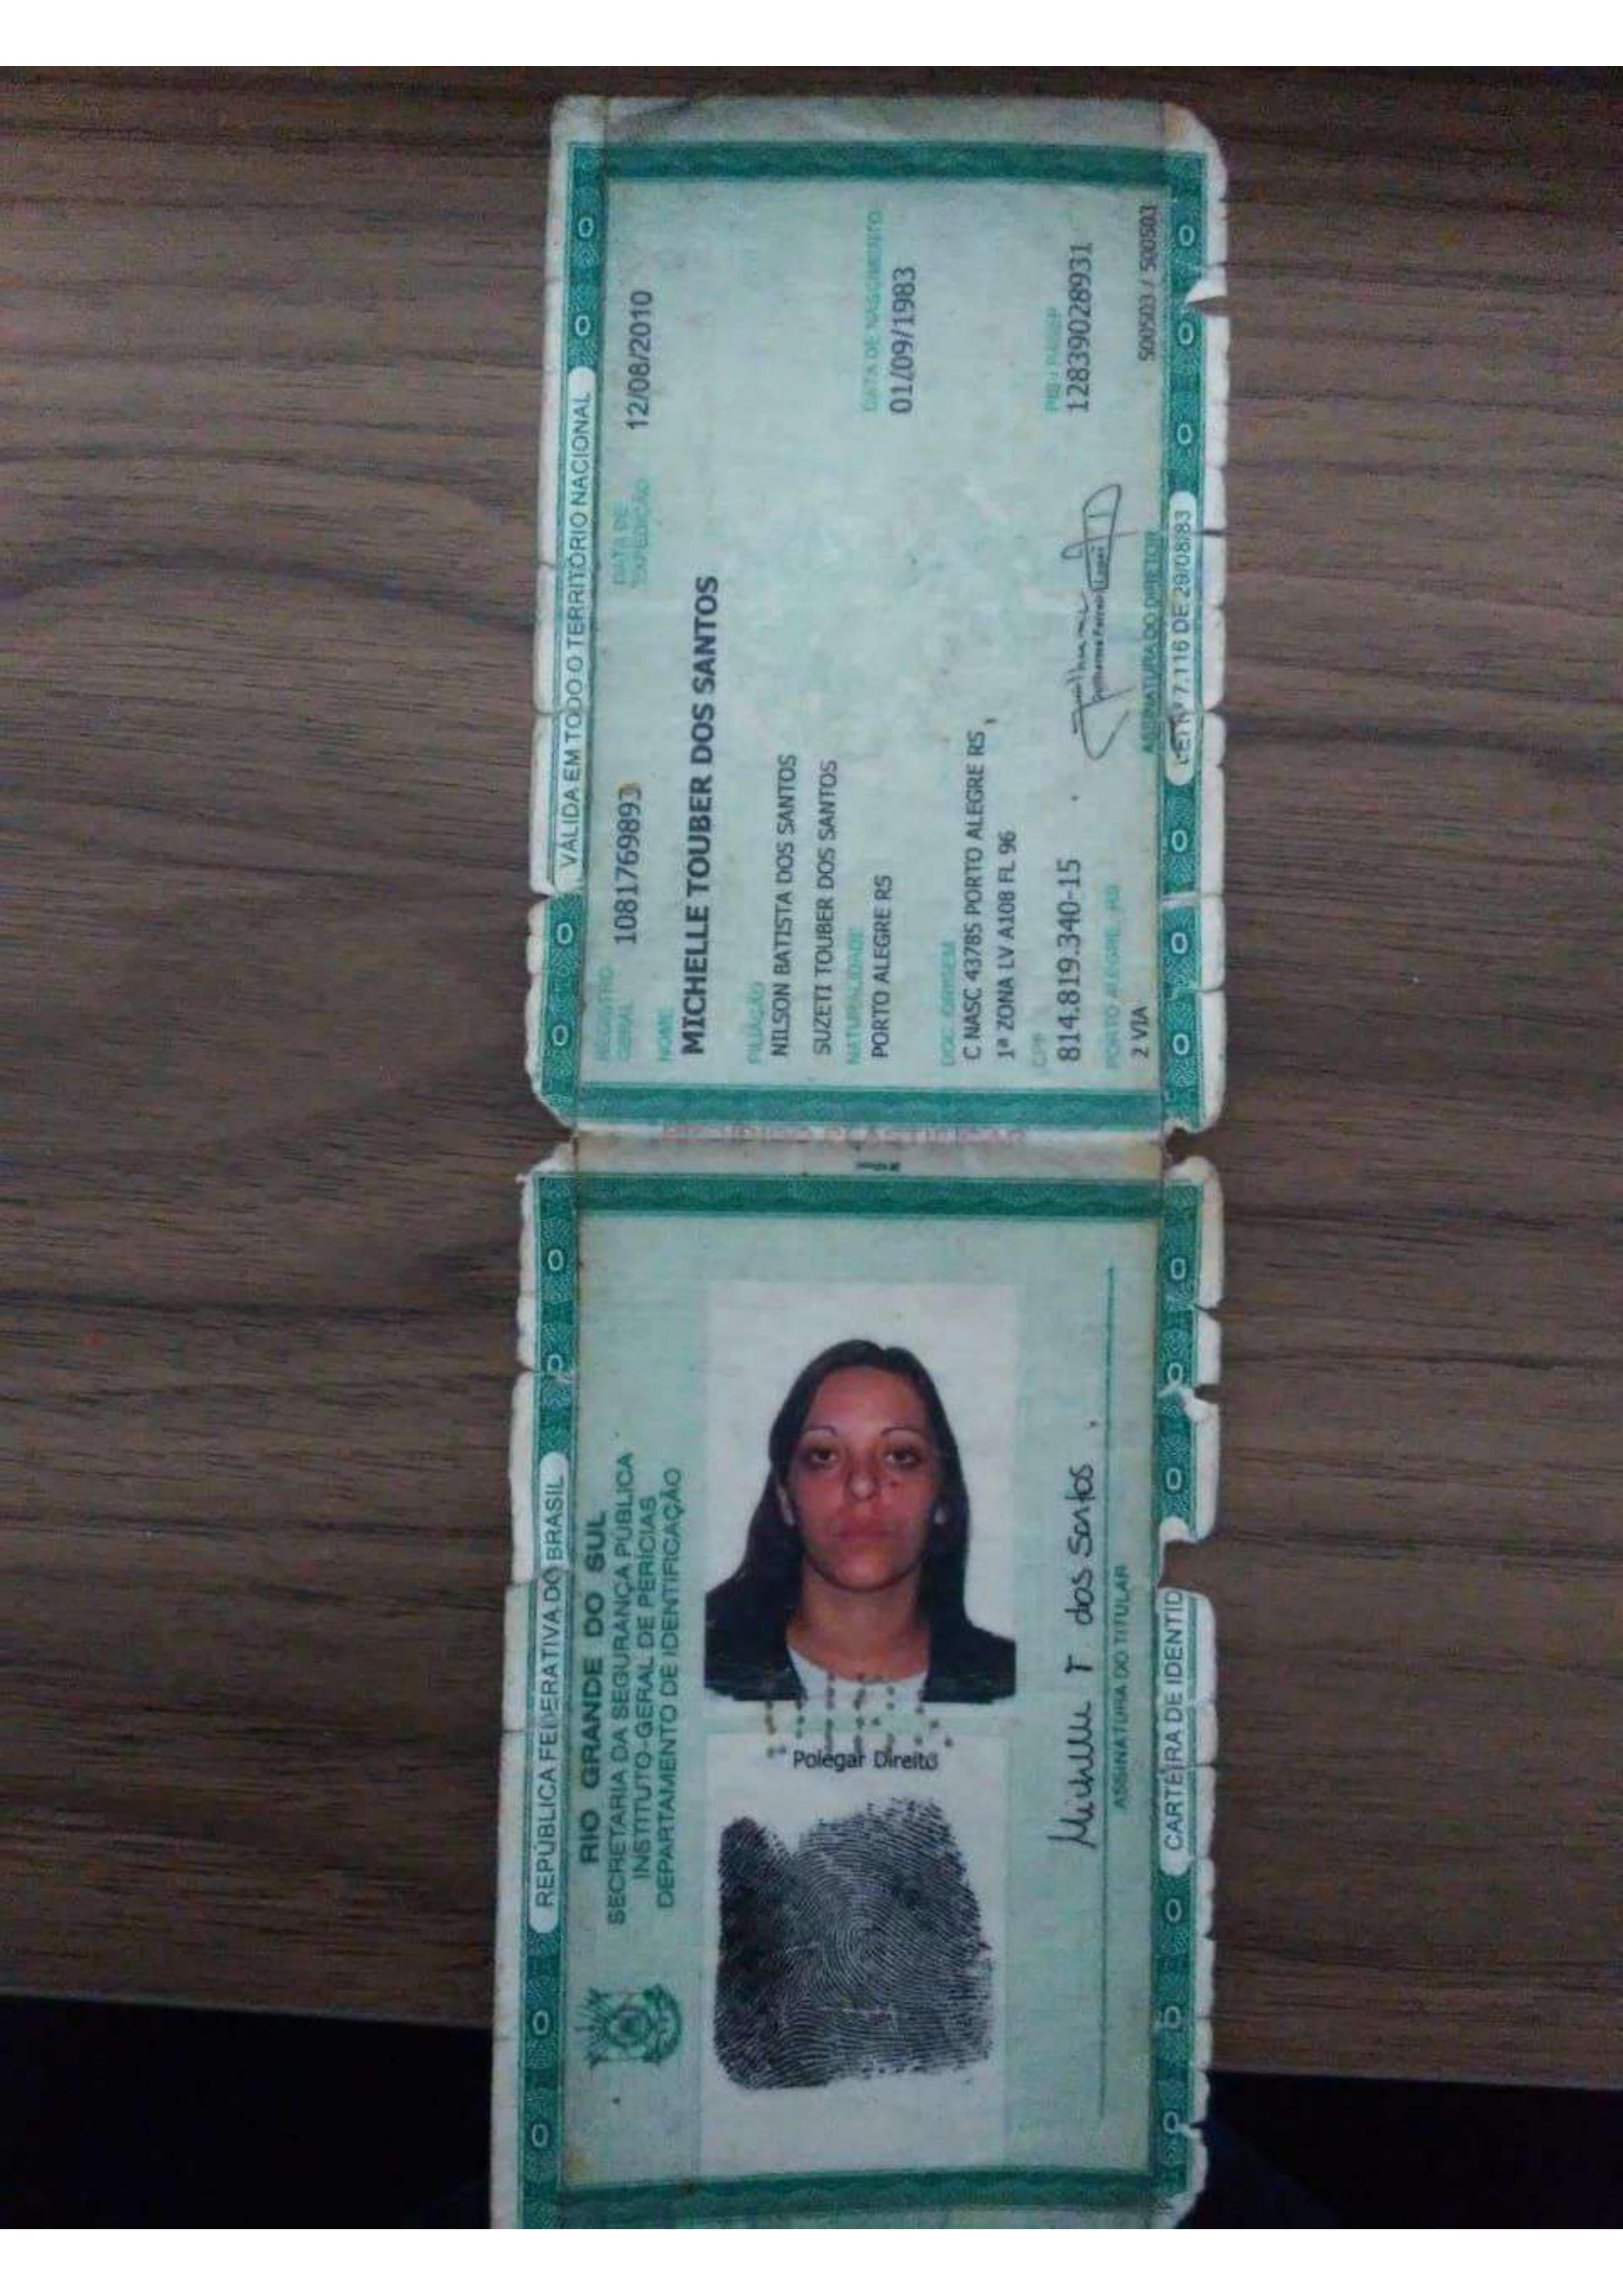 REPÚBLICA FEDERATIVA DO BRASIL
RIO GRANDE DO SUL
SECRETARIA DA SEGURANÇA PÚBLICA
INSTITUTO-GERAL DE PERÍCIAS
DEPARTAMENTO DE IDENTIFICAÇÃO
Polegar Direito
Michelle T dos Santos
ASSINATURA DO TITULAR
CARTEIRA DE IDENTID
VÁLIDA EM TODO O TERRITÓRIO NACIONAL
REGISTRO GERAL 1081769893 DATA DE EXPEDIÇÃO 12/08/2010
NOME
MICHELLE TOUBER DOS SANTOS
FILIAÇÃO
NILSON BATISTA DOS SANTOS
SUZETI TOUBER DOS SANTOS
NATURALIDADE DATA DE NASCIMENTO
PORTO ALEGRE RS 01/09/1983
DOC. ORIGEM
C NASC 43785 PORTO ALEGRE RS ,
1ª ZONA LV A108 FL 96
CPF PIS / PASEP
814.819.340-15 12839028931
PORTO ALEGRE, RS
2 VIA ASSINATURA DO DIRETOR 500503 / 500503
LEI Nº 7.116 DE 29/08/83